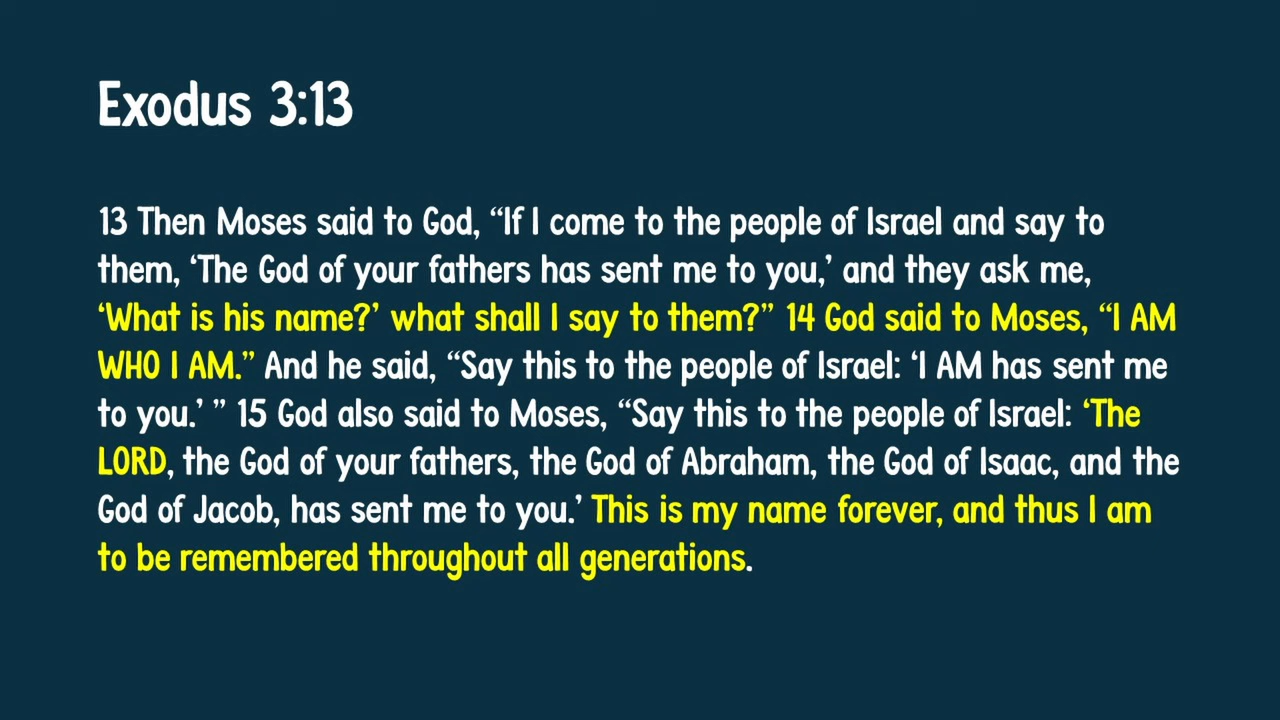 Exodus 3:13
13 Then Moses said to God, “If I come to the people of Israel and say to
them, ‘The God of your fathers has sent me to you,’ and they ask me,
‘What is his name?’ what shall I say to them?” 14 God said to Moses, “I AM
WHO I AM.” And he said, “Say this to the people of Israel: ‘I AM has sent me
to you.’ ” 15 God also said to Moses, “Say this to the people of Israel: ‘The
LORD, the God of your fathers, the God of Abraham, the God of Isaac, and the
God of Jacob, has sent me to you.’ This is my name forever, and thus I am
to be remembered throughout all generations.